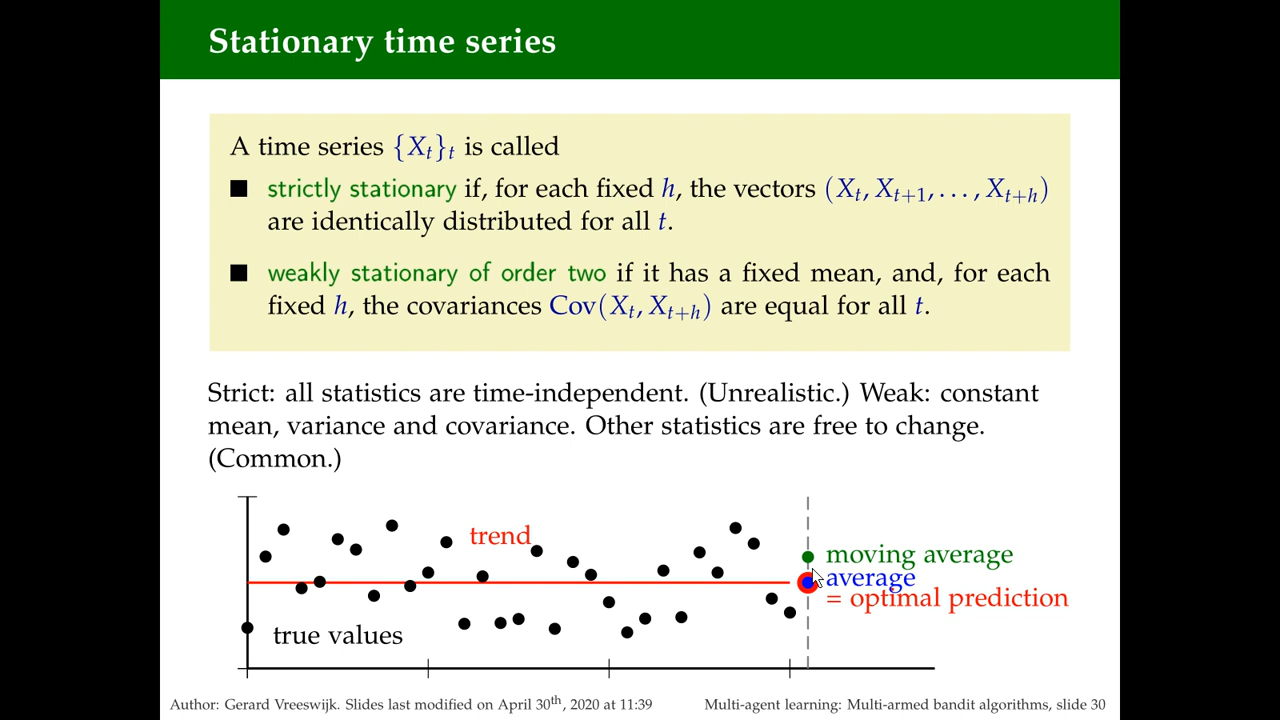 Stationary time series
A time series {X_t}_t is called
■ strictly stationary if, for each fixed h, the vectors (X_t, X_{t+1}, . . . , X_{t+h})
are identically distributed for all t.
■ weakly stationary of order two if it has a fixed mean, and, for each
fixed h, the covariances Cov(X_t, X_{t+h}) are equal for all t.
Strict: all statistics are time-independent. (Unrealistic.) Weak: constant
mean, variance and covariance. Other statistics are free to change.
(Common.)
trend
moving average
average
= optimal prediction
true values
Author: Gerard Vreeswijk. Slides last modified on April 30th, 2020 at 11:39
Multi-agent learning: Multi-armed bandit algorithms, slide 30